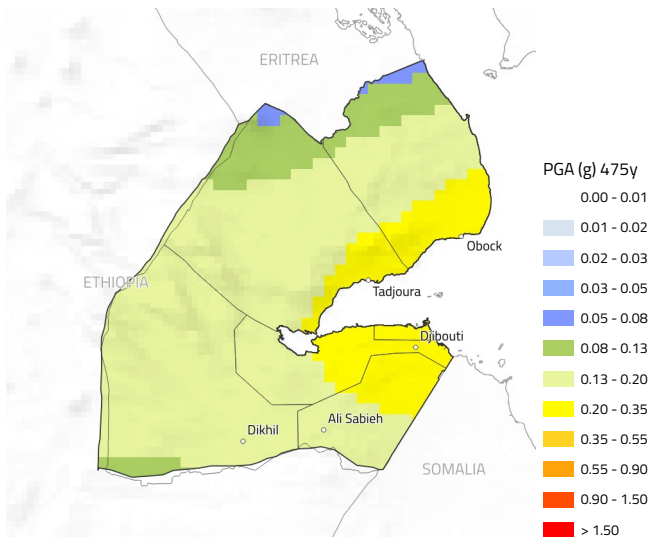 ERITREA
PGA (g) 475y
0.00 - 0.01
0.01 - 0.02
0.02 - 0.03
0.03 - 0.05
0.05 - 0.08
0.08 - 0.13
0.13 - 0.20
0.20 - 0.35
0.35 - 0.55
0.55 - 0.90
0.90 - 1.50
> 1.50
Obock
ETHIOPIA
Tadjoura
Djibouti
Ali Sabieh
Dikhil
SOMALIA